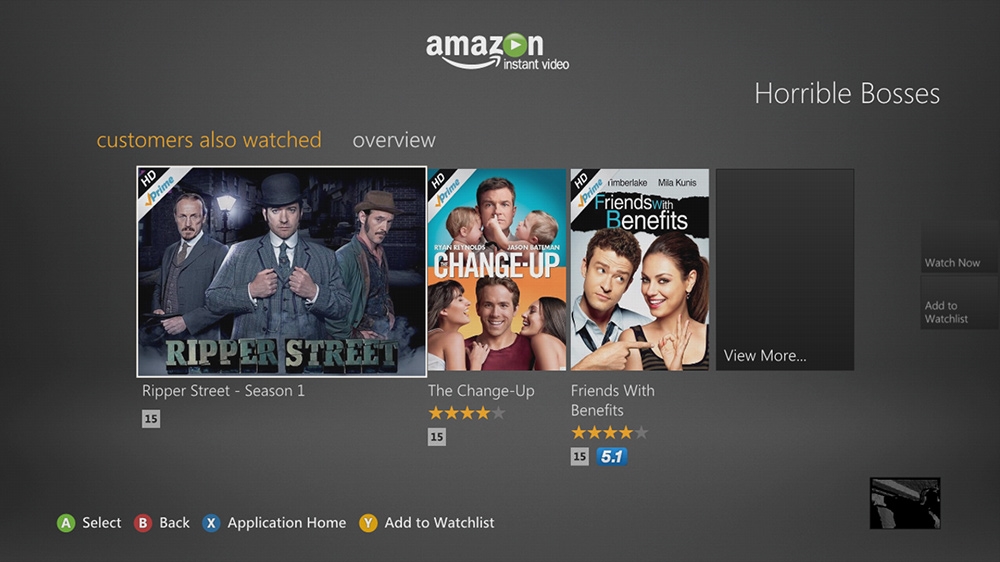 amazon
instant video
Horrible Bosses
customers also watched overview
HD
Prime
RIPPER STREET
HD
Prime
RYAN REYNOLDS JASON BATEMAN
THE CHANGE-UP
HD
Prime
Timberlake Mila Kunis
Friends With
Benefits
View More...
Watch Now
Add to
Watchlist
Ripper Street - Season 1
15
The Change-Up
15
Friends With
Benefits
15 5.1
A Select B Back X Application Home Y Add to Watchlist